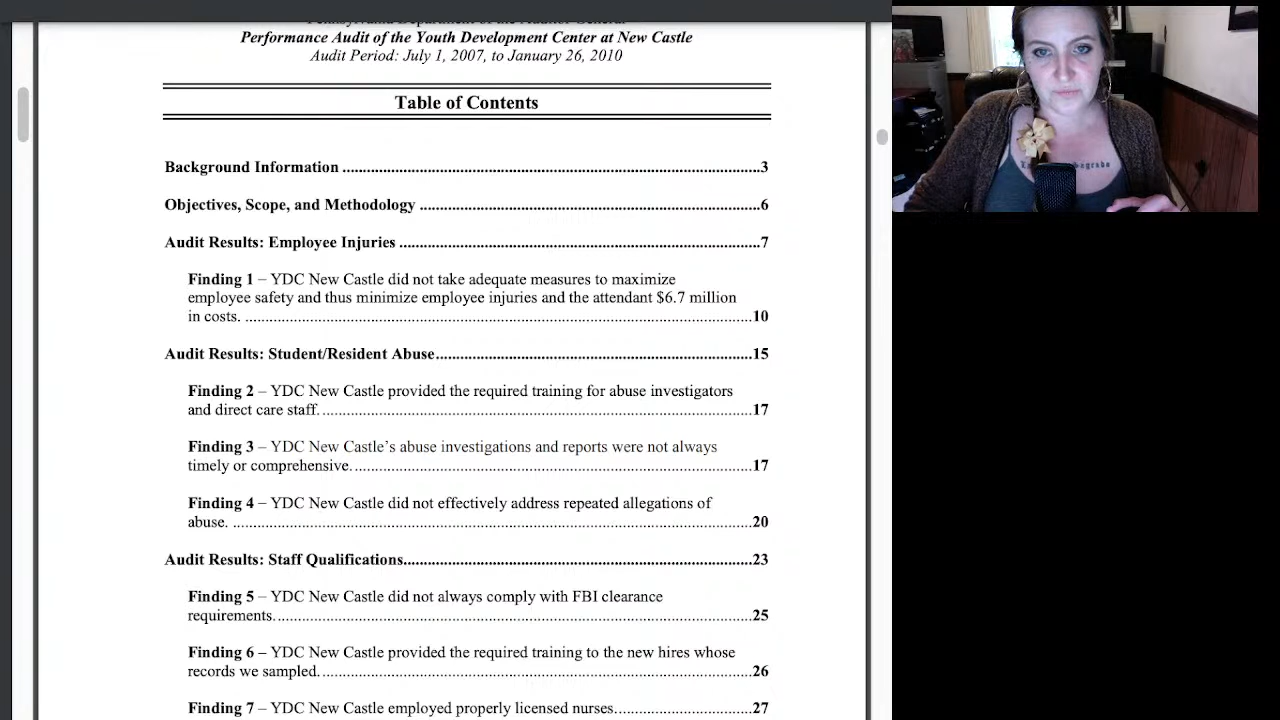 Pennsylvania Department of the Auditor General
Performance Audit of the Youth Development Center at New Castle
Audit Period: July 1, 2007, to January 26, 2010
Table of Contents
Background Information ....................................................................................................3
Objectives, Scope, and Methodology ..................................................................................6
Audit Results: Employee Injuries .......................................................................................7
Finding 1 – YDC New Castle did not take adequate measures to maximize
employee safety and thus minimize employee injuries and the attendant $6.7 million
in costs. ..............................................................................................................................10
Audit Results: Student/Resident Abuse..............................................................................15
Finding 2 – YDC New Castle provided the required training for abuse investigators
and direct care staff............................................................................................................17
Finding 3 – YDC New Castle’s abuse investigations and reports were not always
timely or comprehensive....................................................................................................17
Finding 4 – YDC New Castle did not effectively address repeated allegations of
abuse. .................................................................................................................................20
Audit Results: Staff Qualifications......................................................................................23
Finding 5 – YDC New Castle did not always comply with FBI clearance
requirements.......................................................................................................................25
Finding 6 – YDC New Castle provided the required training to the new hires whose
records we sampled............................................................................................................26
Finding 7 – YDC New Castle employed properly licensed nurses...................................27